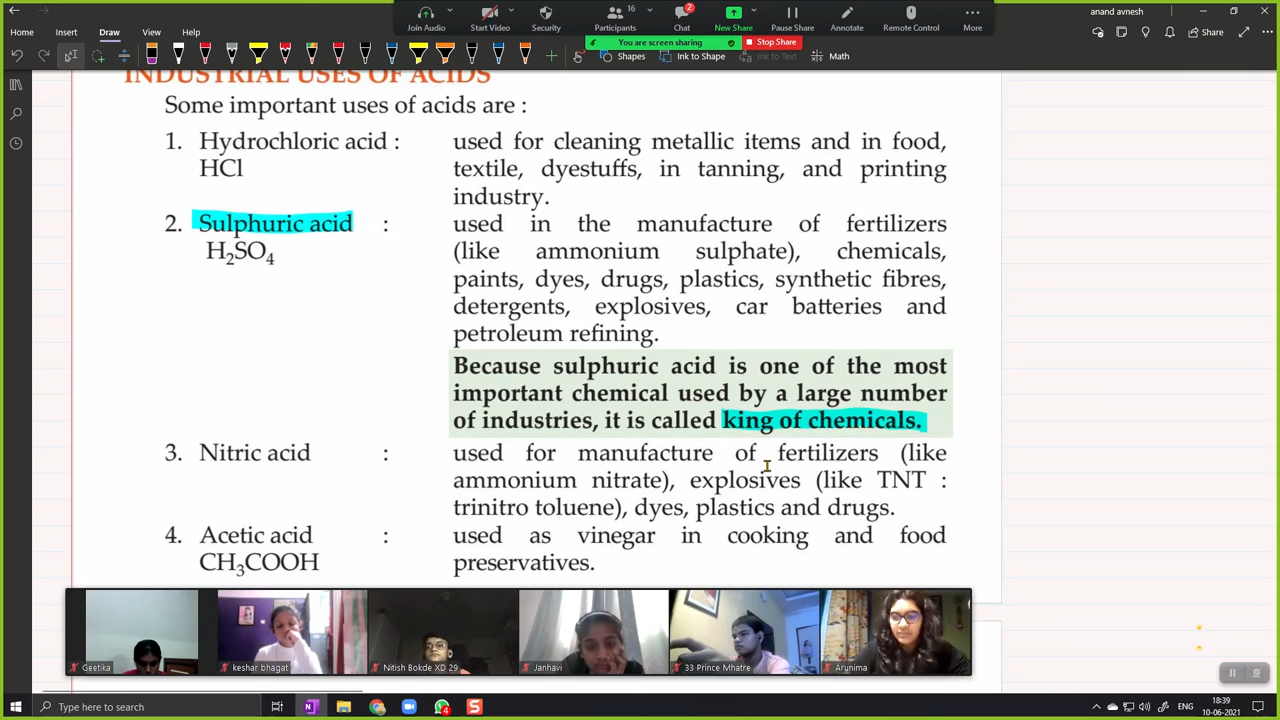 anand avnesh
Home Insert Draw View Help
Join Audio Start Video Security 16 Participants 2 Chat New Share Pause Share Annotate Remote Control More
You are screen sharing Stop Share
Shapes Ink to Shape Ink to Text Math
Share
INDUSTRIAL USES OF ACIDS
Some important uses of acids are :
1. Hydrochloric acid : used for cleaning metallic items and in food,
HCl textile, dyestuffs, in tanning, and printing
industry.
2. Sulphuric acid : used in the manufacture of fertilizers
H₂SO₄ (like ammonium sulphate), chemicals,
paints, dyes, drugs, plastics, synthetic fibres,
detergents, explosives, car batteries and
petroleum refining.
Because sulphuric acid is one of the most
important chemical used by a large number
of industries, it is called king of chemicals.
3. Nitric acid : used for manufacture of fertilizers (like
ammonium nitrate), explosives (like TNT :
trinitro toluene), dyes, plastics and drugs.
4. Acetic acid : used as vinegar in cooking and food
CH₃COOH preservatives.
Geetika keshar bhagat Nitish Bokde XD 29 Janhavi 33 Prince Mhatre Arunima
Type here to search
4
ENG
18:39
10-06-2021